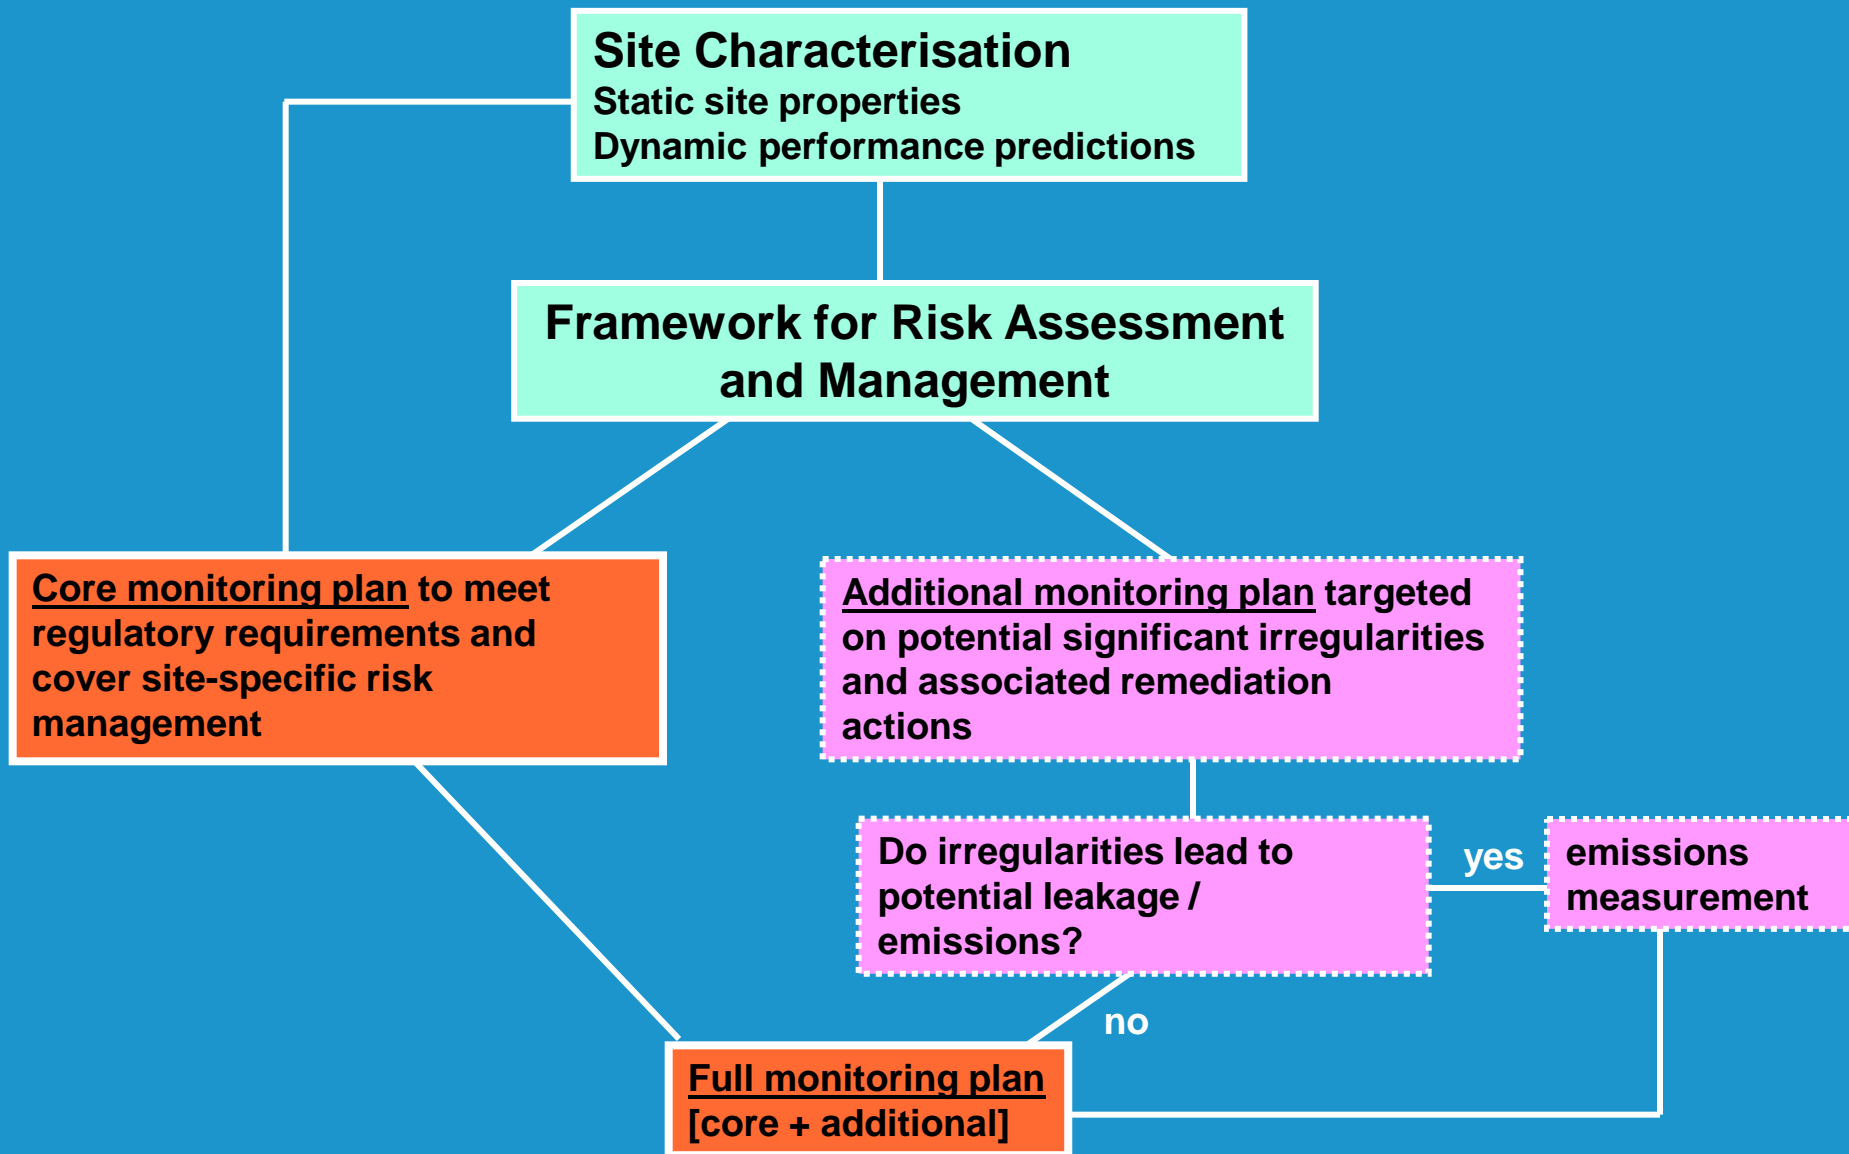 Site Characterisation
Static site properties
Dynamic performance predictions
Framework for Risk Assessment
and Management
Core monitoring plan to meet
regulatory requirements and
cover site-specific risk
management
Additional monitoring plan targeted
on potential significant irregularities
and associated remediation
actions
Do irregularities lead to
potential leakage /
emissions?
yes
emissions
measurement
no
Full monitoring plan
[core + additional]